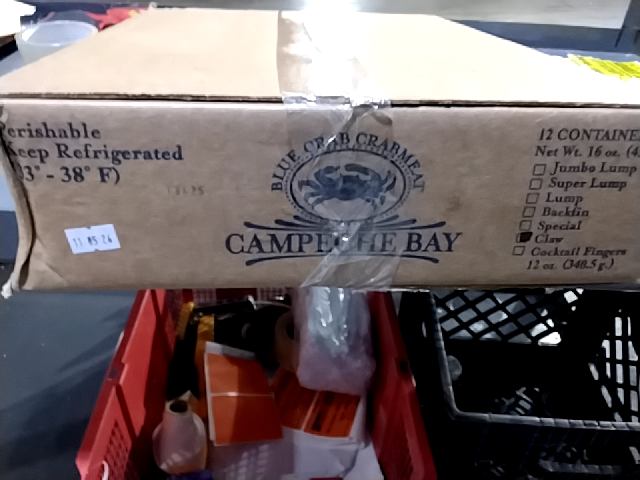 Perishable
Keep Refrigerated
(33° - 38° F)
11 05 24
BLUE CRAB CRABMEAT
CAMPECHE BAY
12 CONTAINE
Net Wt. 16 oz. (4
Jumbo Lump
Super Lump
Lump
Backfin
Special
Claw
Cocktail Fingers
12 oz. (340.5 g.)